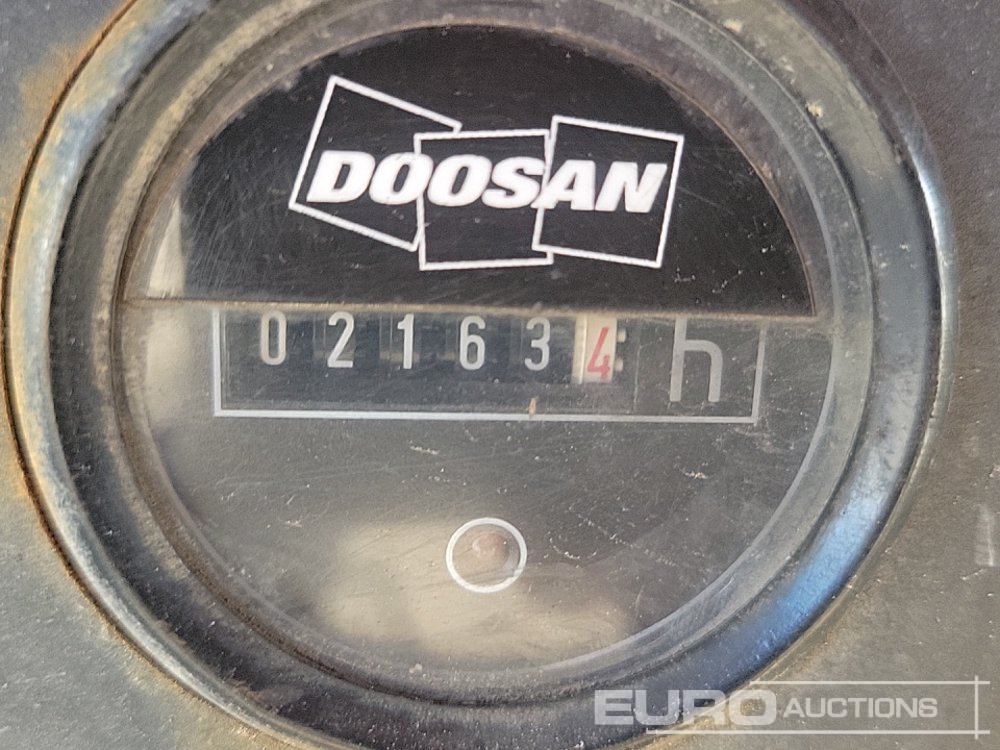 DOOSAN
021634 h
EURO AUCTIONS